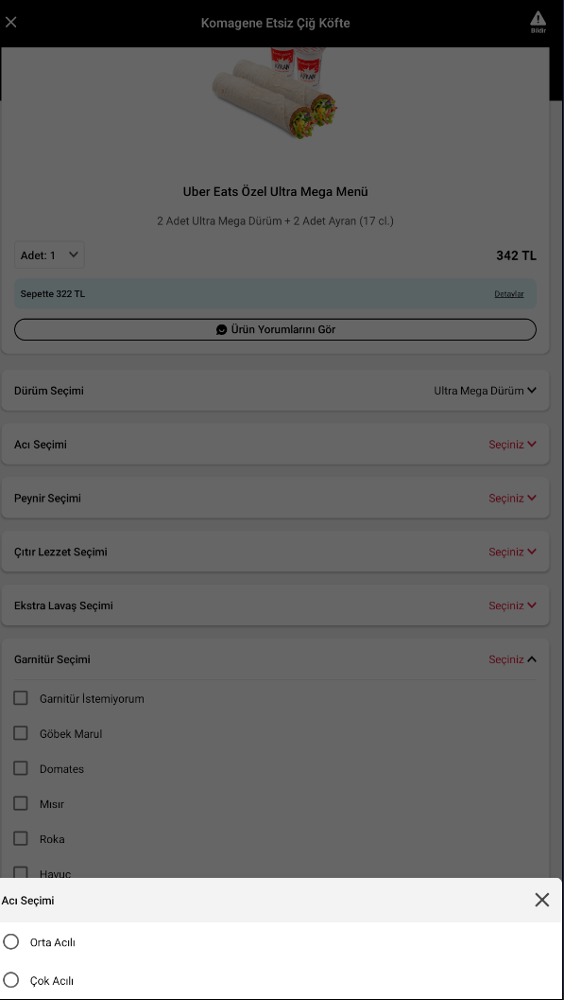 Komagene Etsiz Çiğ Köfte
Bildir
AYRAN
Uber Eats Özel Ultra Mega Menü
2 Adet Ultra Mega Dürüm + 2 Adet Ayran (17 cl.)
Adet: 1
342 TL
Sepette 322 TL
Detaylar
Ürün Yorumlarını Gör
Dürüm Seçimi
Ultra Mega Dürüm
Acı Seçimi
Seçiniz
Peynir Seçimi
Seçiniz
Çıtır Lezzet Seçimi
Seçiniz
Ekstra Lavaş Seçimi
Seçiniz
Garnitür Seçimi
Seçiniz
Garnitür İstemiyorum
Göbek Marul
Domates
Mısır
Roka
Havuç
Acı Seçimi
Orta Acılı
Çok Acılı